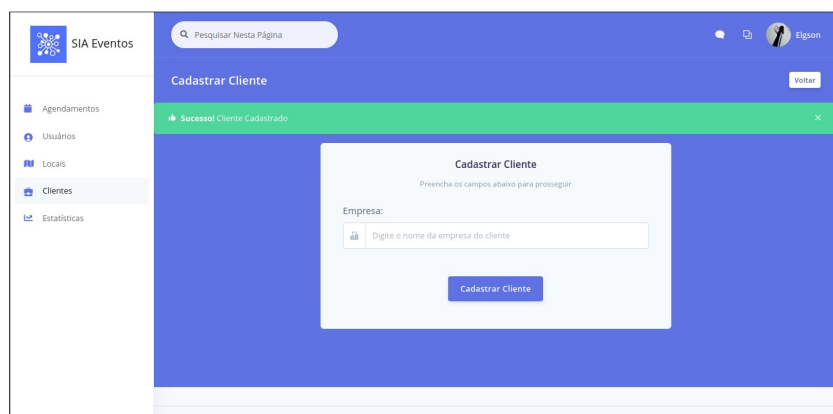 SIA Eventos
Agendamentos
Usuários
Locais
Clientes
Estatísticas
Pesquisar Nesta Página
Elgson
Cadastrar Cliente
Voltar
Sucesso! Cliente Cadastrado
×
Cadastrar Cliente
Preencha os campos abaixo para prosseguir
Empresa:
Digite o nome da empresa do cliente
Cadastrar Cliente